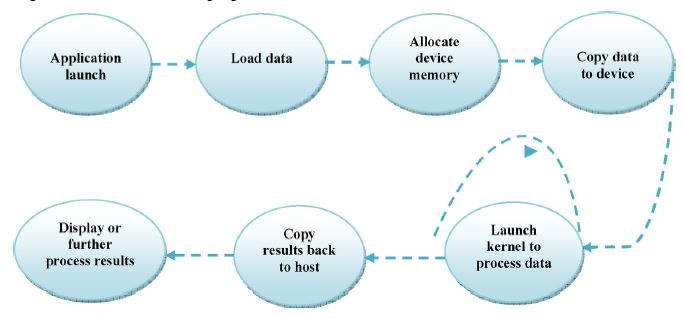 Application
launch
Load data
Allocate
device
memory
Copy data
to device
Launch
kernel to
process data
Copy
results back
to host
Display or
further
process results